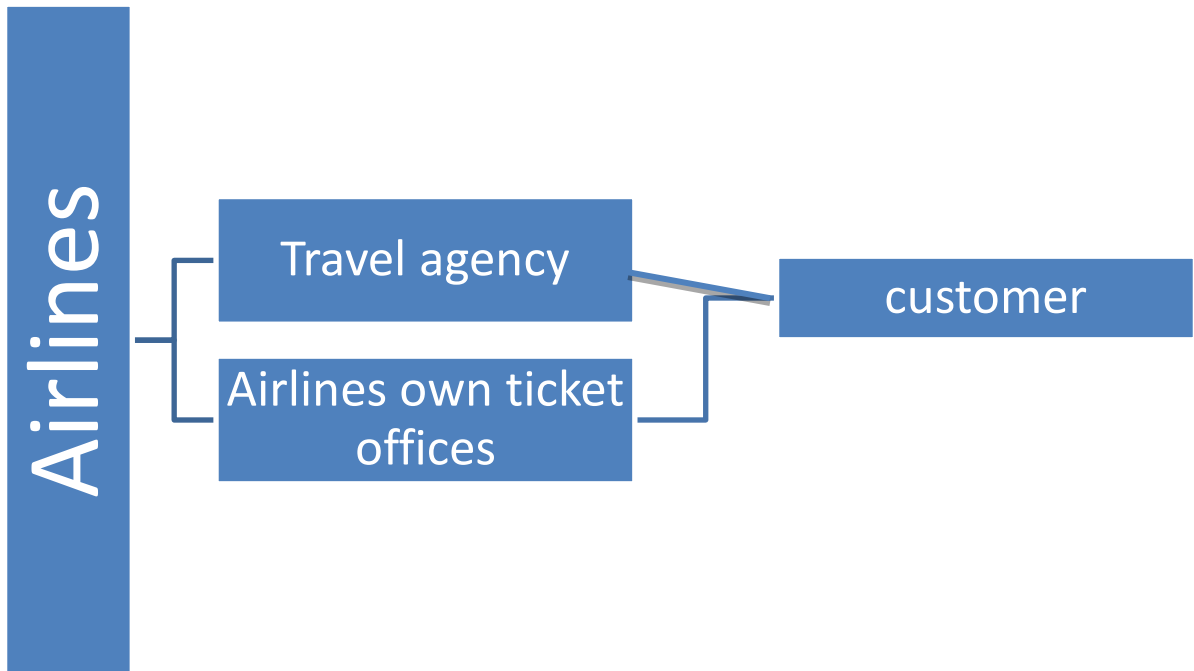 Airlines
Travel agency
Airlines own ticket
offices
customer